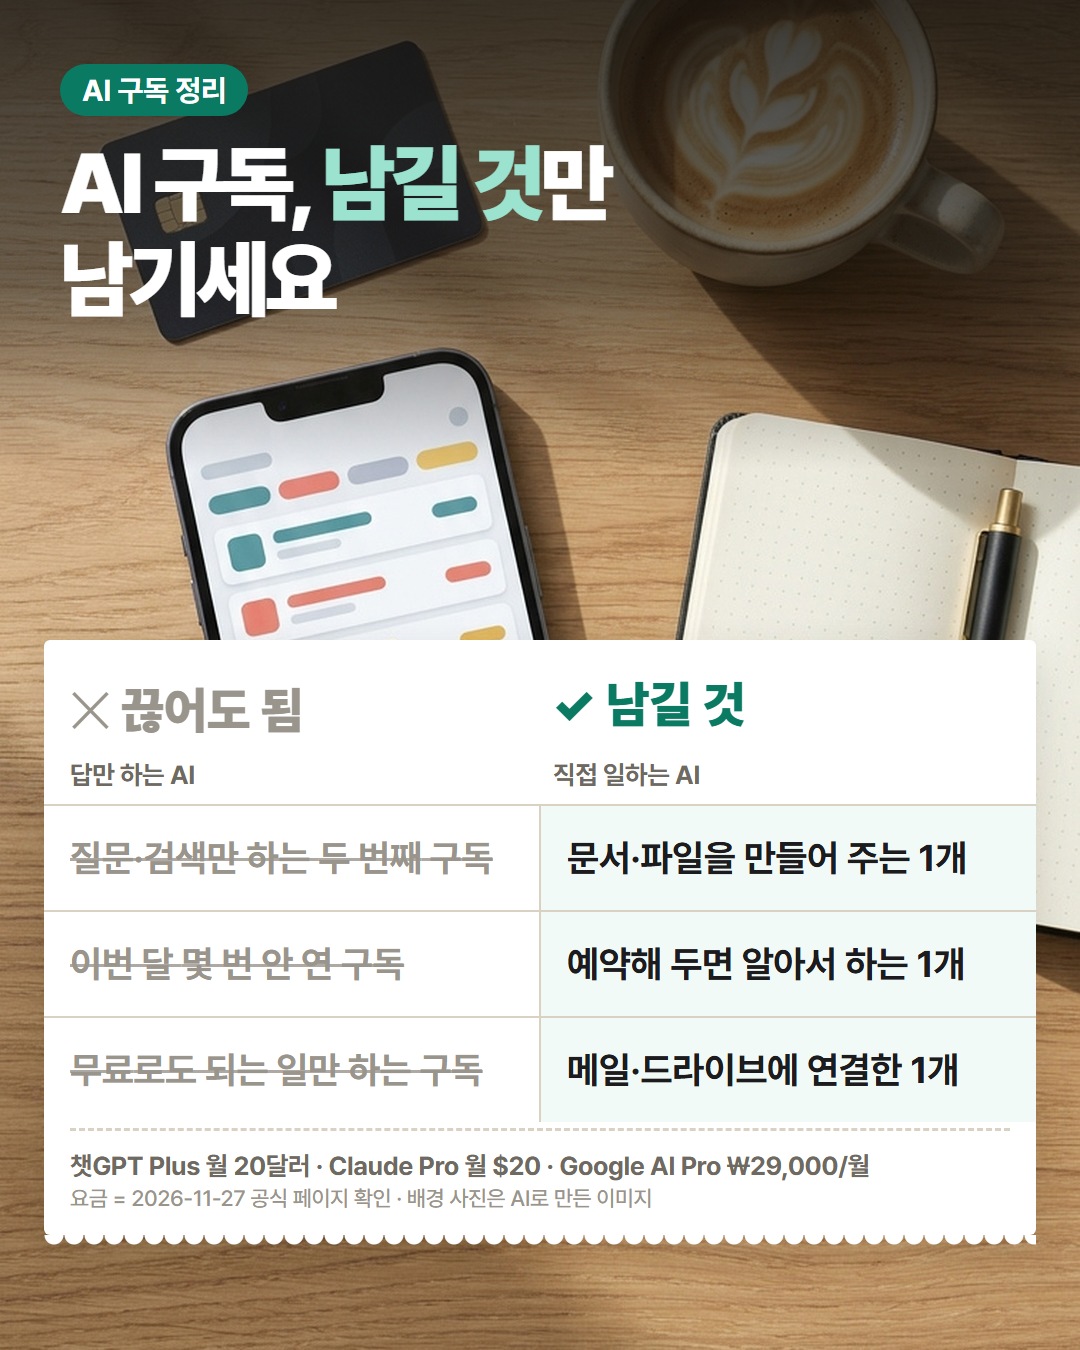 AI 구독 정리
AI 구독, 남길 것만
남기세요
끊어도 됨
남길 것
답만 하는 AI
직접 일하는 AI
질문·검색만 하는 두 번째 구독
문서·파일을 만들어 주는 1개
이번 달 몇 번 안 연 구독
예약해 두면 알아서 하는 1개
무료로도 되는 일만 하는 구독
메일·드라이브에 연결한 1개
챗GPT Plus 월 20달러 · Claude Pro 월 $20 · Google AI Pro ₩29,000/월
요금 = 2026-11-27 공식 페이지 확인 · 배경 사진은 AI로 만든 이미지